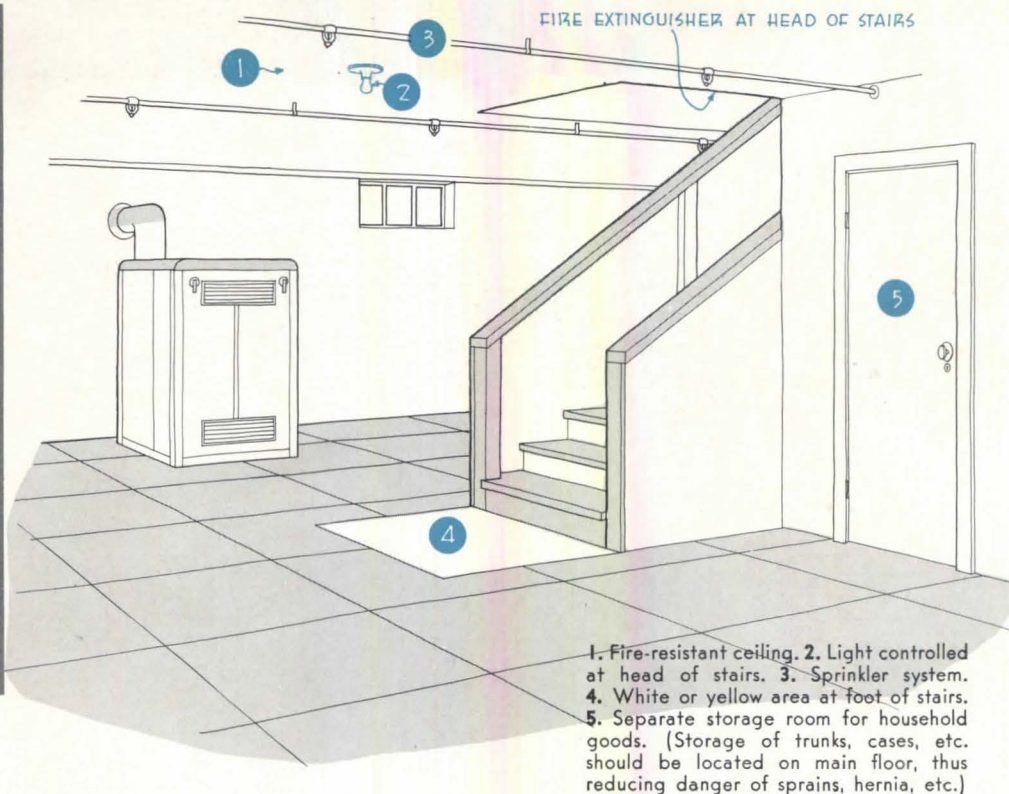 FIRE EXTINGUISHER AT HEAD OF STAIRS
3
1
2
5
4
1. Fire-resistant ceiling. 2. Light controlled
at head of stairs. 3. Sprinkler system.
4. White or yellow area at foot of stairs.
5. Separate storage room for household
goods. (Storage of trunks, cases, etc.
should be located on main floor, thus
reducing danger of sprains, hernia, etc.)